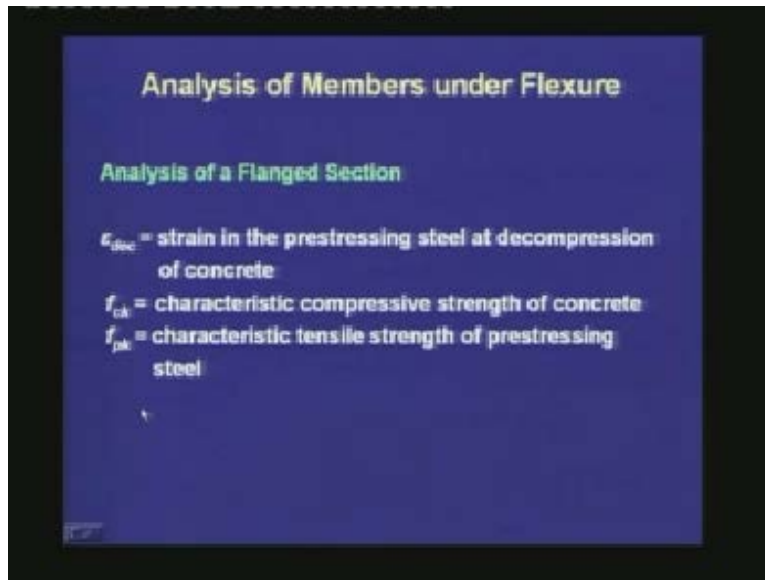 Analysis of Members under Flexure
Analysis of a Flanged Section
εdec = strain in the prestressing steel at decompression
of concrete
fck = characteristic compressive strength of concrete
fpk = characteristic tensile strength of prestressing
steel